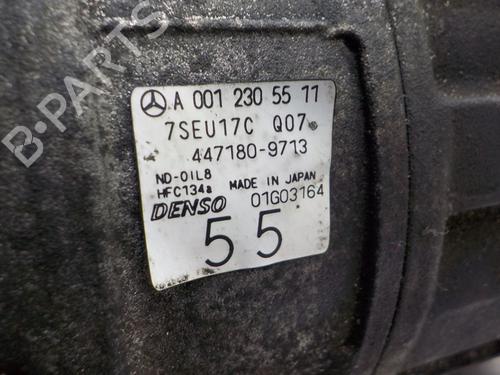 A 001 230 55 11
7SEU17C Q07
447180-9713
ND-OIL8
HFC134a
MADE IN JAPAN
DENSO 01G03164
55
B-Parts